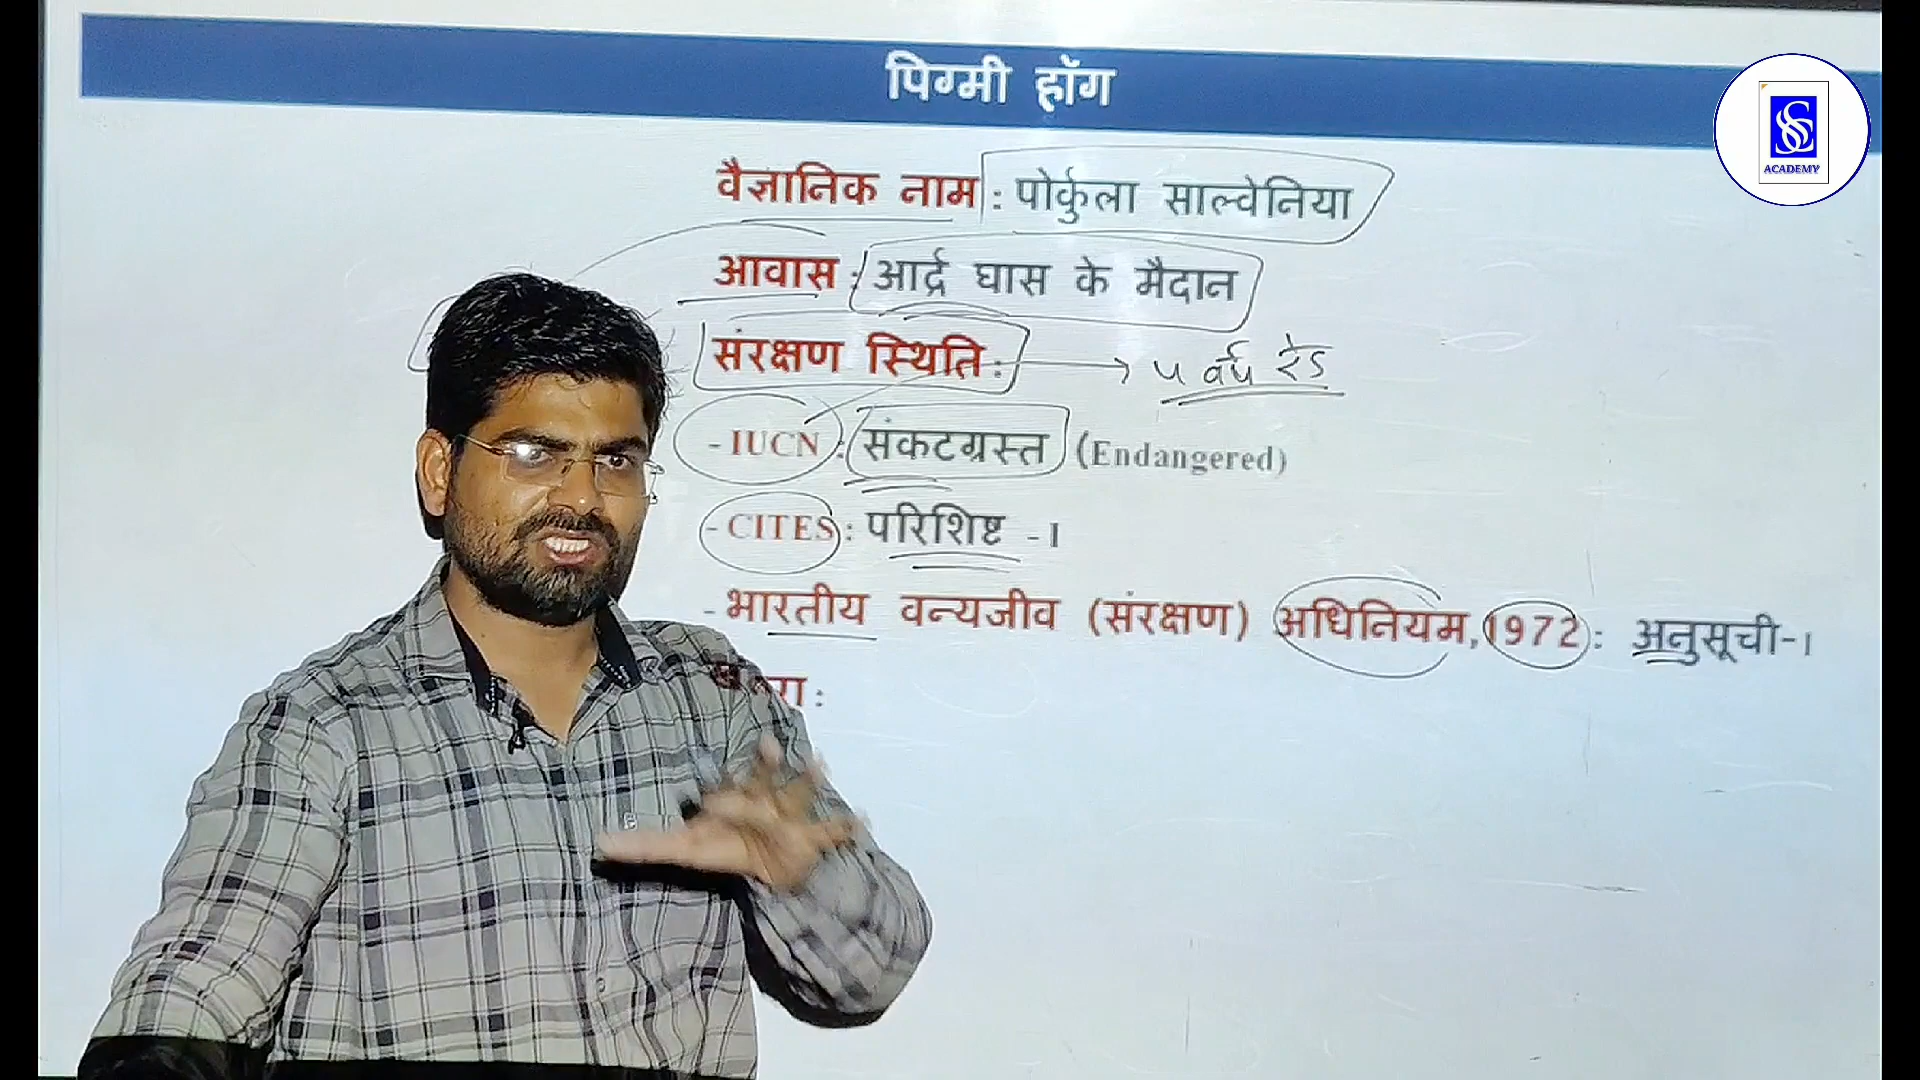 पिग्मी हॉग
SS
ACADEMY
वैज्ञानिक नाम : पोर्कुला साल्वेनिया
आवास : आर्द्र घास के मैदान
संरक्षण स्थिति:
- IUCN : संकटग्रस्त (Endangered)
- CITES : परिशिष्ट - I
- भारतीय वन्यजीव (संरक्षण) अधिनियम, 1972 : अनुसूची-I